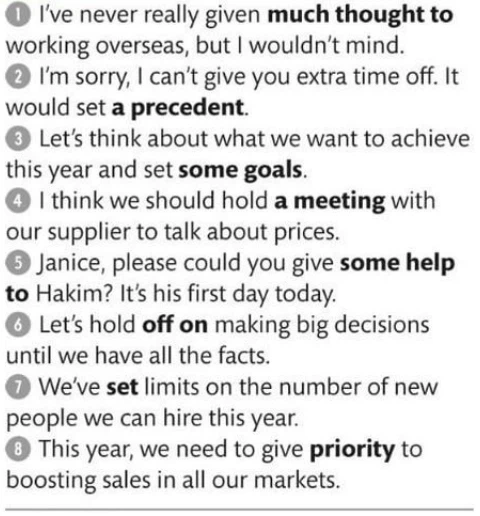 1 I've never really given much thought to
working overseas, but I wouldn't mind.
2 I'm sorry, I can't give you extra time off. It
would set a precedent.
3 Let's think about what we want to achieve
this year and set some goals.
4 I think we should hold a meeting with
our supplier to talk about prices.
5 Janice, please could you give some help
to Hakim? It's his first day today.
6 Let's hold off on making big decisions
until we have all the facts.
7 We've set limits on the number of new
people we can hire this year.
8 This year, we need to give priority to
boosting sales in all our markets.